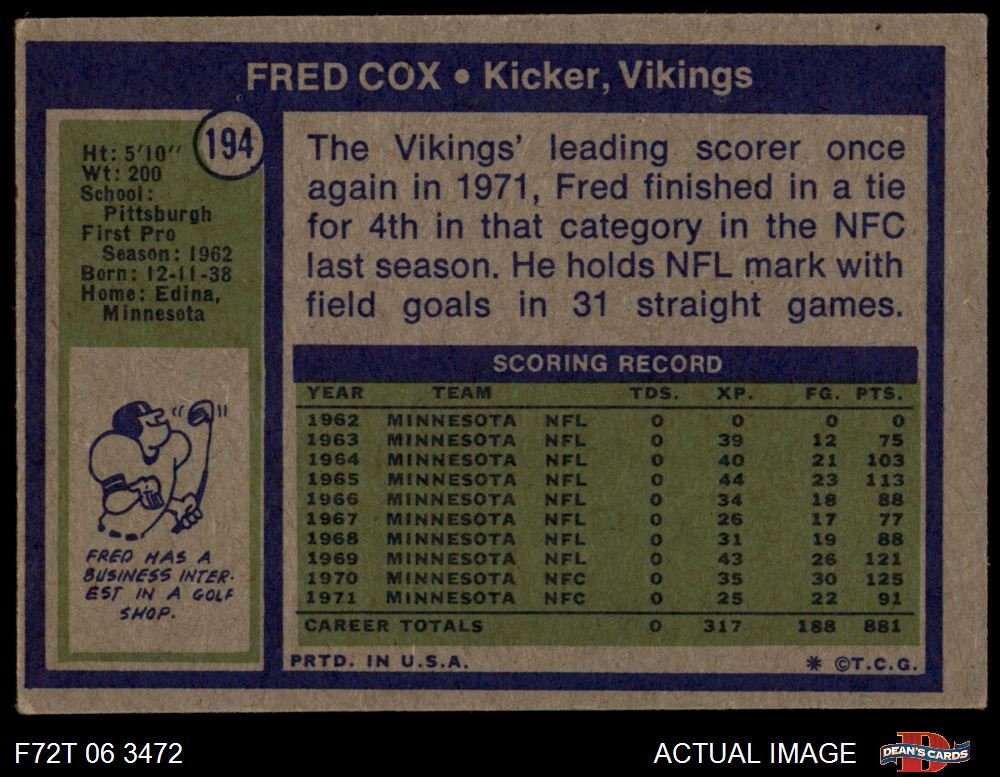 FRED COX • Kicker, Vikings
194
Ht: 5'10''
Wt: 200
School:
Pittsburgh
First Pro
Season: 1962
Born: 12-11-38
Home: Edina,
Minnesota
The Vikings' leading scorer once
again in 1971, Fred finished in a tie
for 4th in that category in the NFC
last season. He holds NFL mark with
field goals in 31 straight games.
FRED HAS A
BUSINESS INTER-
EST IN A GOLF
SHOP.
SCORING RECORD
YEAR TEAM TDS. XP. FG. PTS.
1962 MINNESOTA NFL 0 0 0 0
1963 MINNESOTA NFL 0 39 12 75
1964 MINNESOTA NFL 0 40 21 103
1965 MINNESOTA NFL 0 44 23 113
1966 MINNESOTA NFL 0 34 18 88
1967 MINNESOTA NFL 0 26 17 77
1968 MINNESOTA NFL 0 31 19 88
1969 MINNESOTA NFL 0 43 26 121
1970 MINNESOTA NFC 0 35 30 125
1971 MINNESOTA NFC 0 25 22 91
CAREER TOTALS 0 317 188 881
PRTD. IN U.S.A. * ©T.C.G.
F72T 06 3472 ACTUAL IMAGE DEAN'S CARDS